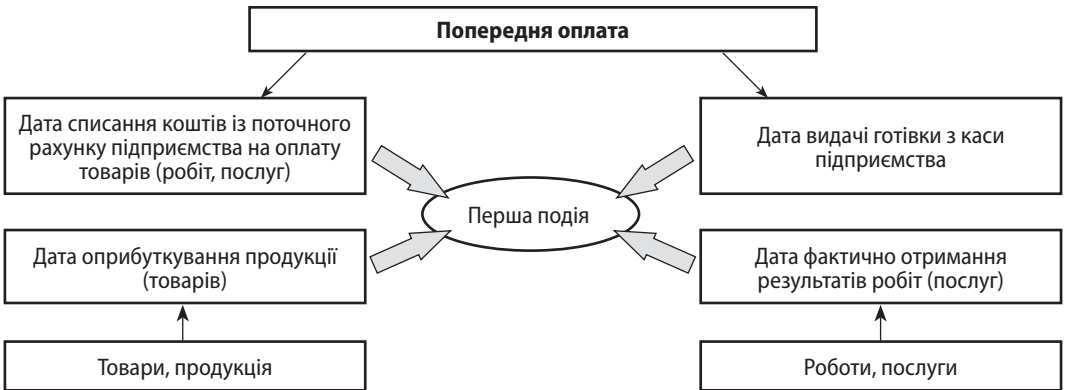 Попередня оплата
Дата списання коштів із поточного
рахунку підприємства на оплату
товарів (робіт, послуг)
Дата видачі готівки з каси
підприємства
Перша подія
Дата оприбуткування продукції
(товарів)
Дата фактично отримання
результатів робіт (послуг)
Товари, продукція
Роботи, послуги